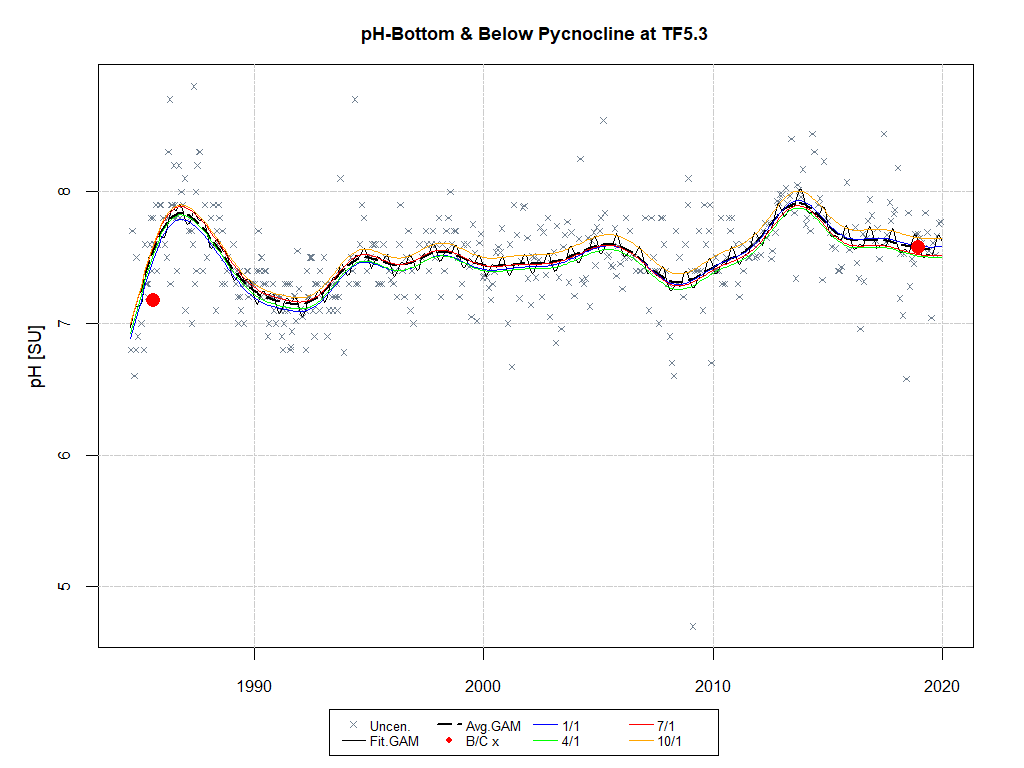 pH-Bottom & Below Pycnocline at TF5.3
pH [SU]
8
7
6
5
1990 2000 2010 2020
Uncen. Avg.GAM 1/1 7/1
Fit.GAM B/C x 4/1 10/1